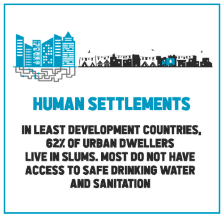 HUMAN SETTLEMENTS
IN LEAST DEVELOPMENT COUNTRIES,
62% OF URBAN DWELLERS
LIVE IN SLUMS. MOST DO NOT HAVE
ACCESS TO SAFE DRINKING WATER
AND SANITATION